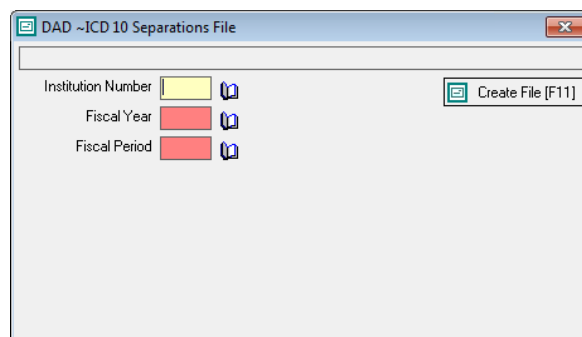 DAD ~ICD 10 Separations File
Institution Number
Create File [F11]
Fiscal Year
Fiscal Period